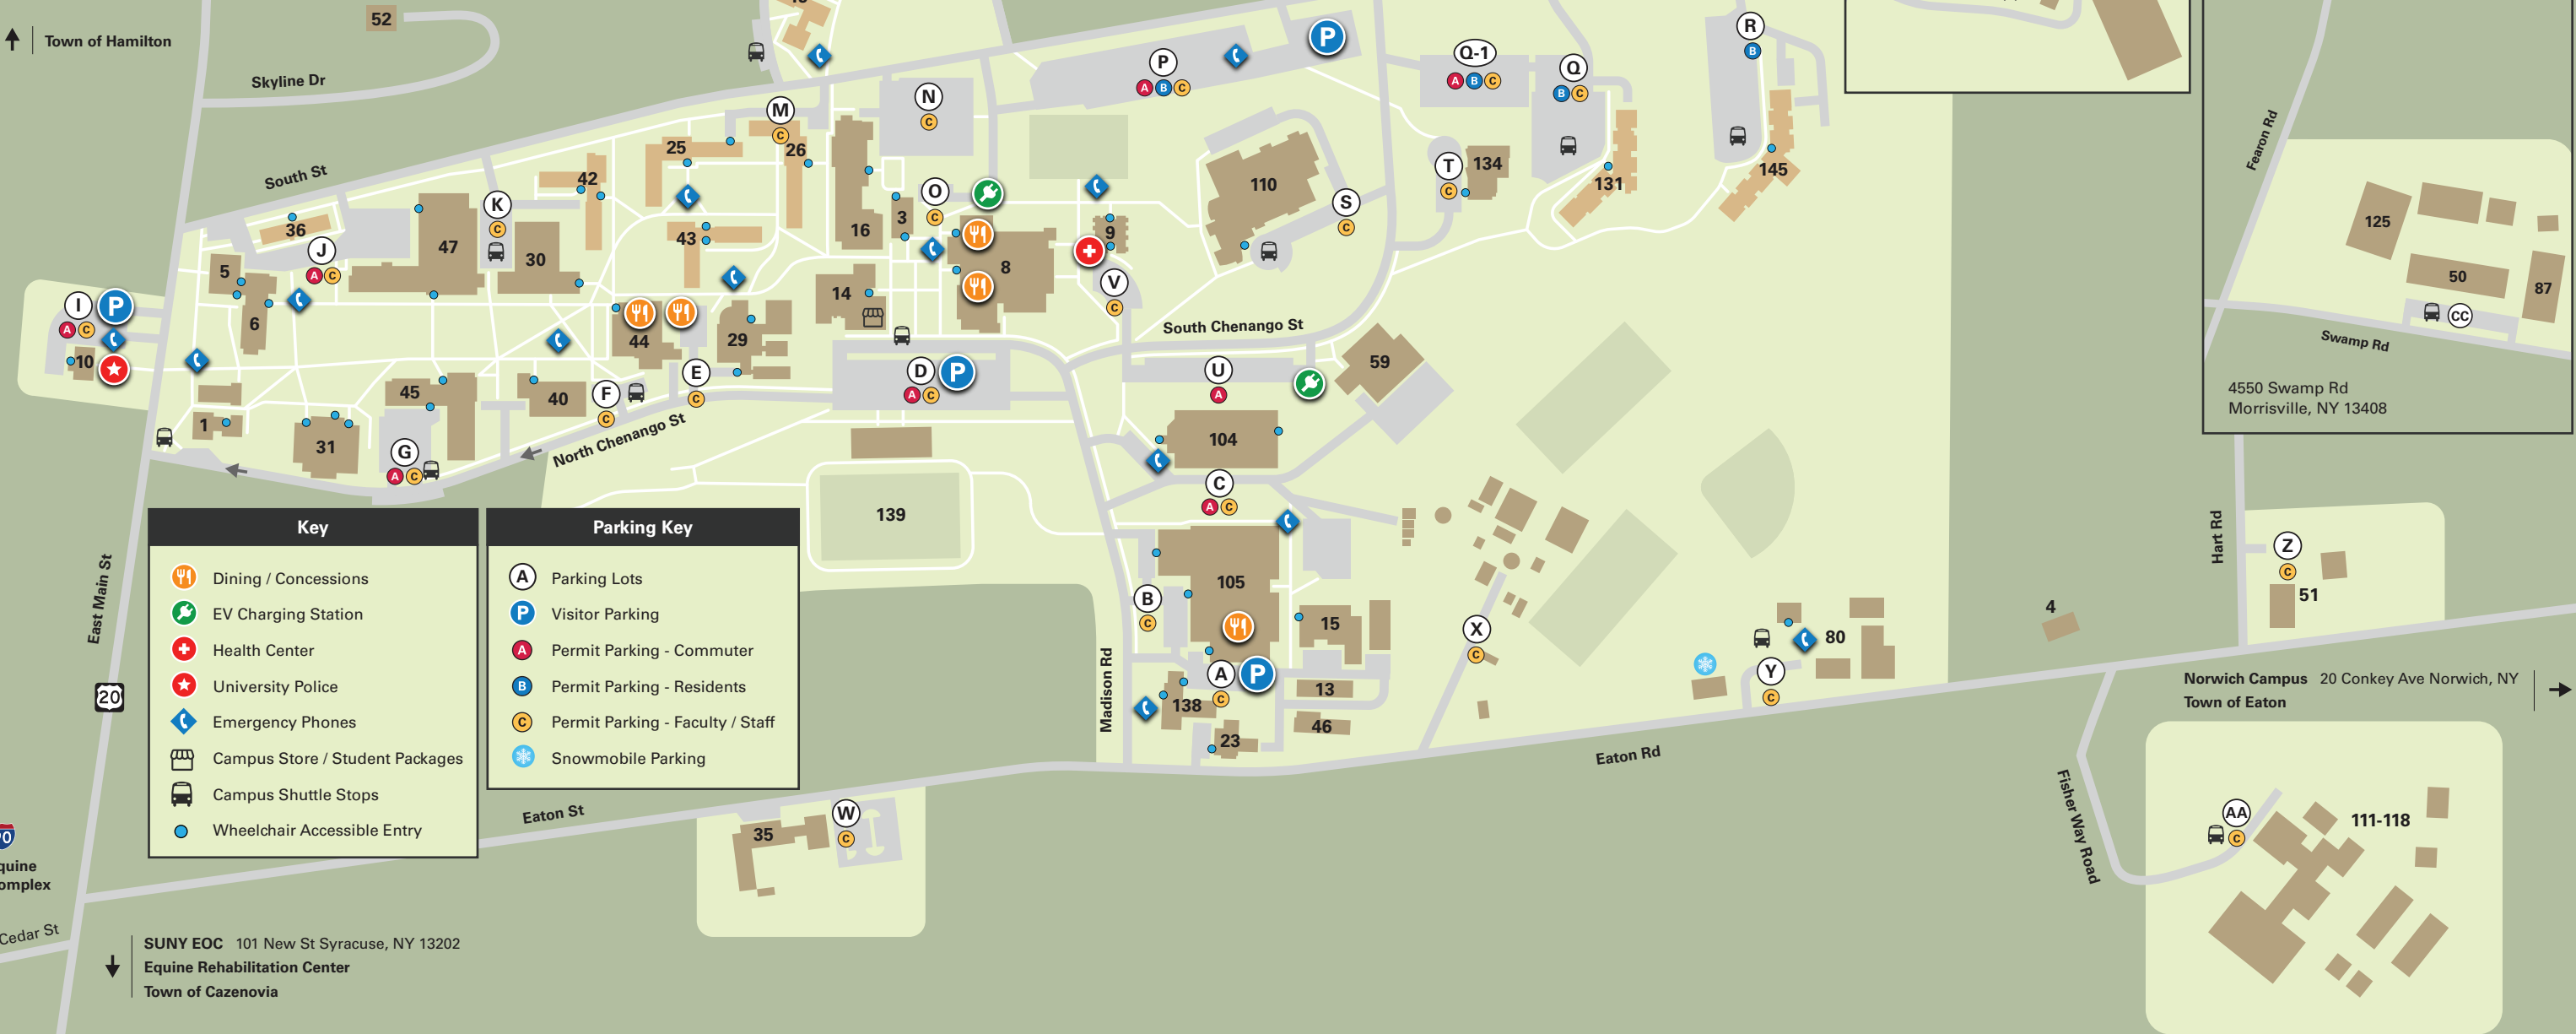 52
Town of Hamilton
Skyline Dr
South St
P
P
A B C
Q-1
A B C
Q
B C
R
B
N
C
M
C
25
26
42
K
C
36
J
A C
47
30
43
16
3
O
C
8
9
V
C
110
S
C
T
C
134
131
145
5
6
I
P
A C
10
44
29
14
South Chenango St
59
D
P
A C
U
A
E
C
F
C
45
40
1
31
G
A C
North Chenango St
104
C
A C
139
105
B
C
15
A
P
C
13
138
46
23
X
C
80
Y
C
4
Madison Rd
Eaton Rd
Eaton St
35
W
C
East Main St
20
Key
Dining / Concessions
EV Charging Station
Health Center
University Police
Emergency Phones
Campus Store / Student Packages
Campus Shuttle Stops
Wheelchair Accessible Entry
Parking Key
A Parking Lots
P Visitor Parking
A Permit Parking - Commuter
B Permit Parking - Residents
C Permit Parking - Faculty / Staff
Snowmobile Parking
Cedar St
SUNY EOC 101 New St Syracuse, NY 13202
Equine Rehabilitation Center
Town of Cazenovia
Fearon Rd
125
50
87
CC
Swamp Rd
4550 Swamp Rd
Morrisville, NY 13408
Hart Rd
Z
C
51
Norwich Campus 20 Conkey Ave Norwich, NY
Town of Eaton
Fisher Way Road
AA
C
111-118